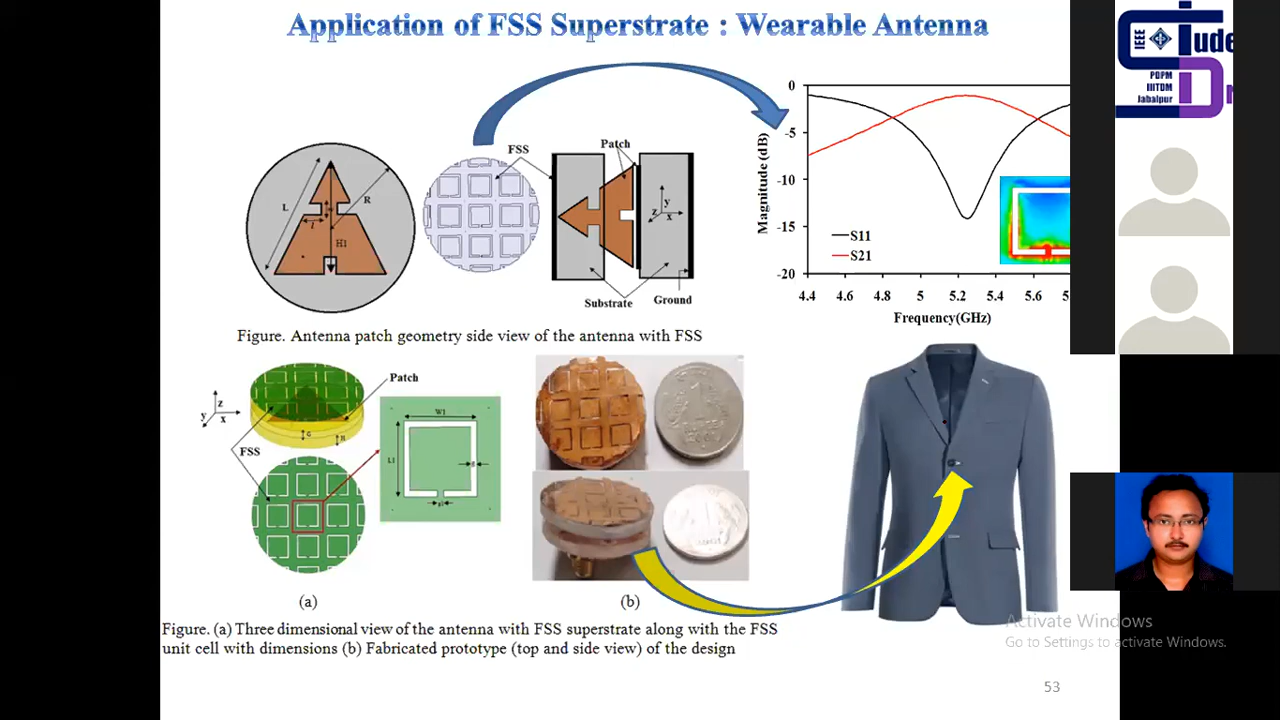 Application of FSS Superstrate : Wearable Antenna
IEEE
Stude
PDPM
IIITDM
Jabalpur
L
R
l
H1
FSS
Patch
y
z
x
Substrate
Ground
Figure. Antenna patch geometry side view of the antenna with FSS
Magnitude (dB)
0
-5
-10
-15
-20
S11
S21
4.4
4.6
4.8
5
5.2
5.4
5.6
Frequency(GHz)
z
y
x
Patch
G
H
FSS
W1
L1
g
(a)
(b)
Figure. (a) Three dimensional view of the antenna with FSS superstrate along with the FSS
unit cell with dimensions (b) Fabricated prototype (top and side view) of the design
Activate Windows
Go to Settings to activate Windows.
53